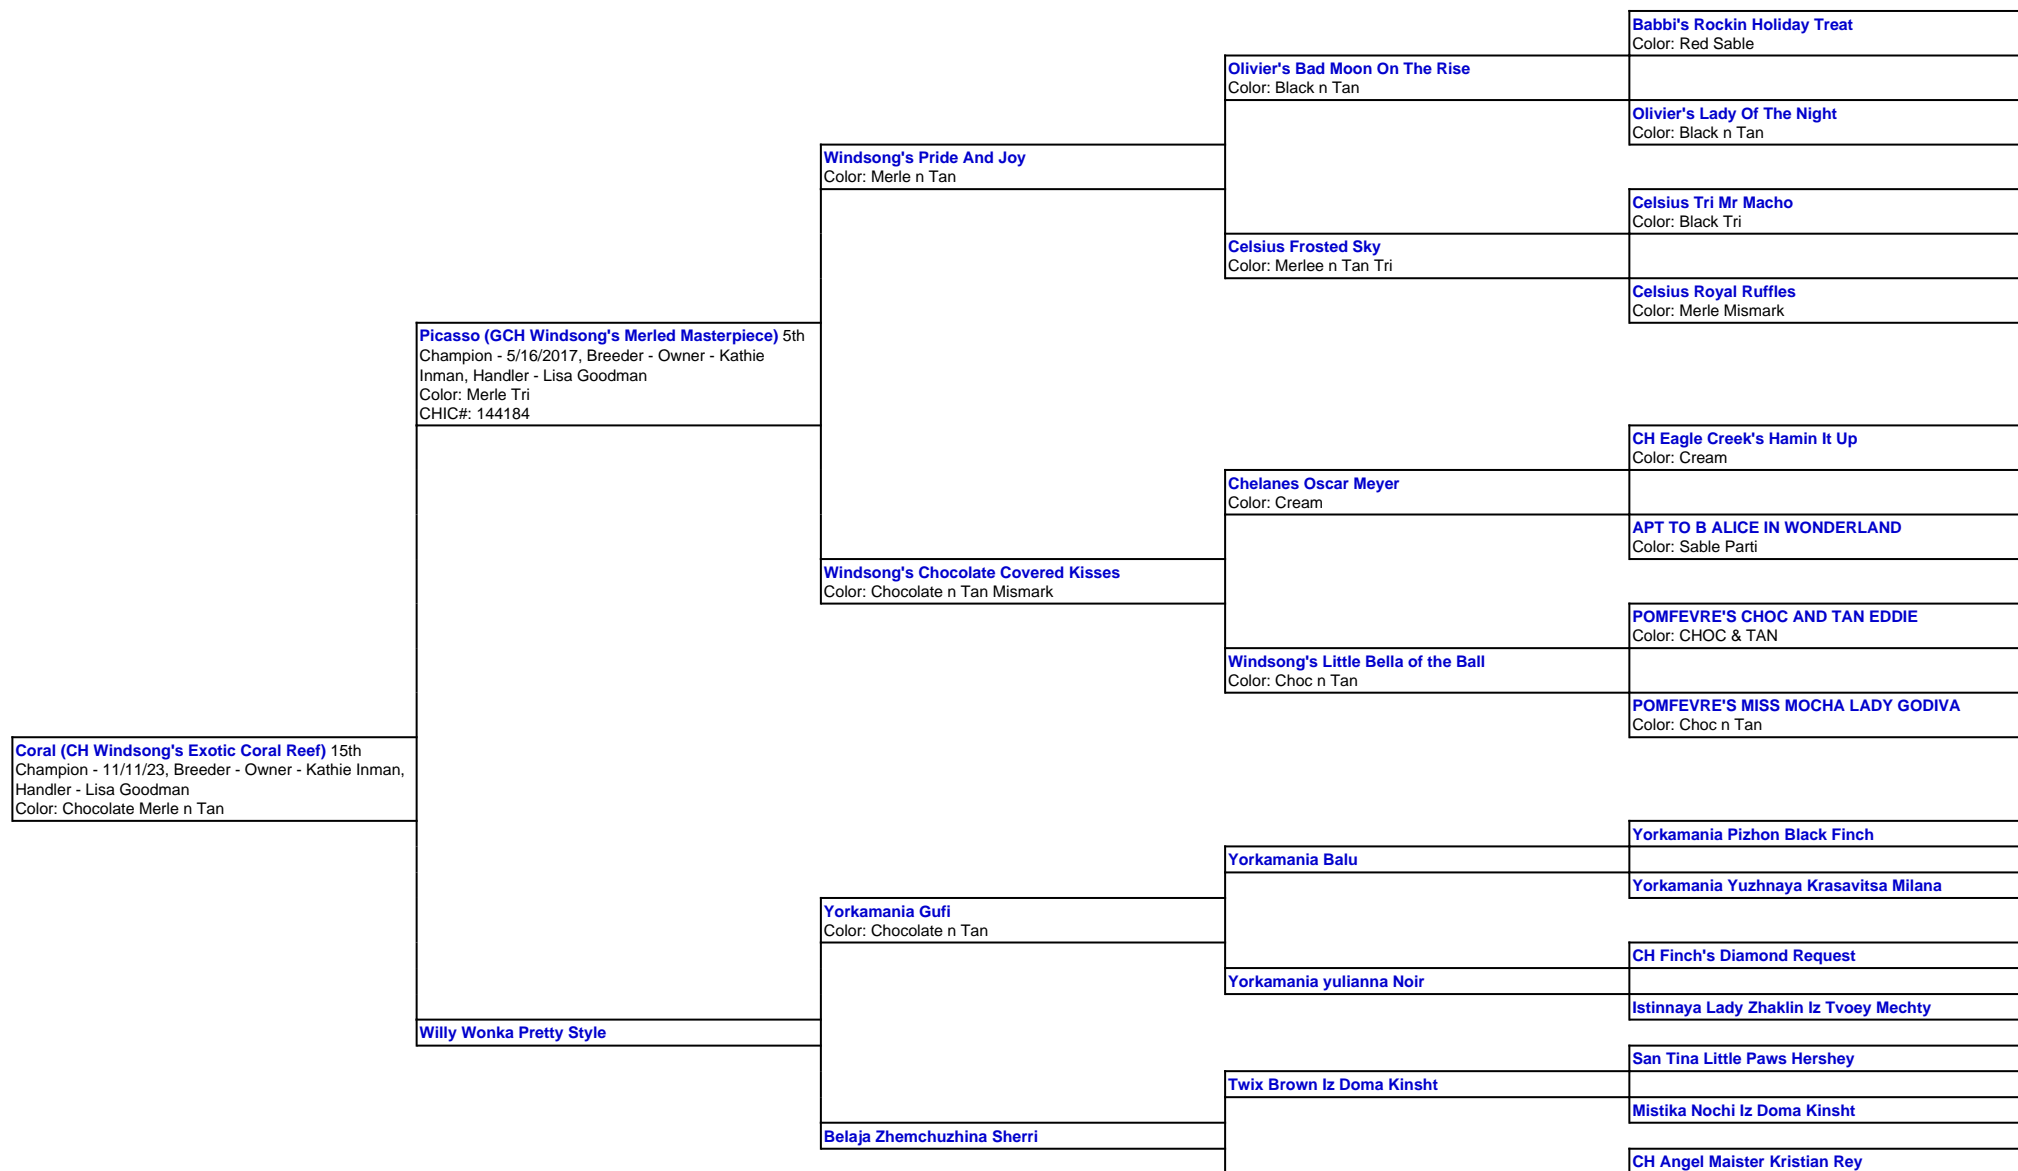 Babbi's Rockin Holiday Treat
Color: Red Sable
Olivier's Bad Moon On The Rise
Color: Black n Tan
Olivier's Lady Of The Night
Color: Black n Tan
Windsong's Pride And Joy
Color: Merle n Tan
Celsius Tri Mr Macho
Color: Black Tri
Celsius Frosted Sky
Color: Merlee n Tan Tri
Celsius Royal Ruffles
Color: Merle Mismark
Picasso (GCH Windsong's Merled Masterpiece) 5th
Champion - 5/16/2017, Breeder - Owner - Kathie
Inman, Handler - Lisa Goodman
Color: Merle Tri
CHIC#: 144184
CH Eagle Creek's Hamin It Up
Color: Cream
Chelanes Oscar Meyer
Color: Cream
APT TO B ALICE IN WONDERLAND
Color: Sable Parti
Windsong's Chocolate Covered Kisses
Color: Chocolate n Tan Mismark
POMFEVRE'S CHOC AND TAN EDDIE
Color: CHOC & TAN
Windsong's Little Bella of the Ball
Color: Choc n Tan
POMFEVRE'S MISS MOCHA LADY GODIVA
Color: Choc n Tan
Coral (CH Windsong's Exotic Coral Reef) 15th
Champion - 11/11/23, Breeder - Owner - Kathie Inman,
Handler - Lisa Goodman
Color: Chocolate Merle n Tan
Yorkamania Pizhon Black Finch
Yorkamania Balu
Yorkamania Yuzhnaya Krasavitsa Milana
Yorkamania Gufi
Color: Chocolate n Tan
CH Finch's Diamond Request
Yorkamania yulianna Noir
Istinnaya Lady Zhaklin Iz Tvoey Mechty
Willy Wonka Pretty Style
San Tina Little Paws Hershey
Twix Brown Iz Doma Kinsht
Mistika Nochi Iz Doma Kinsht
Belaja Zhemchuzhina Sherri
CH Angel Maister Kristian Rey